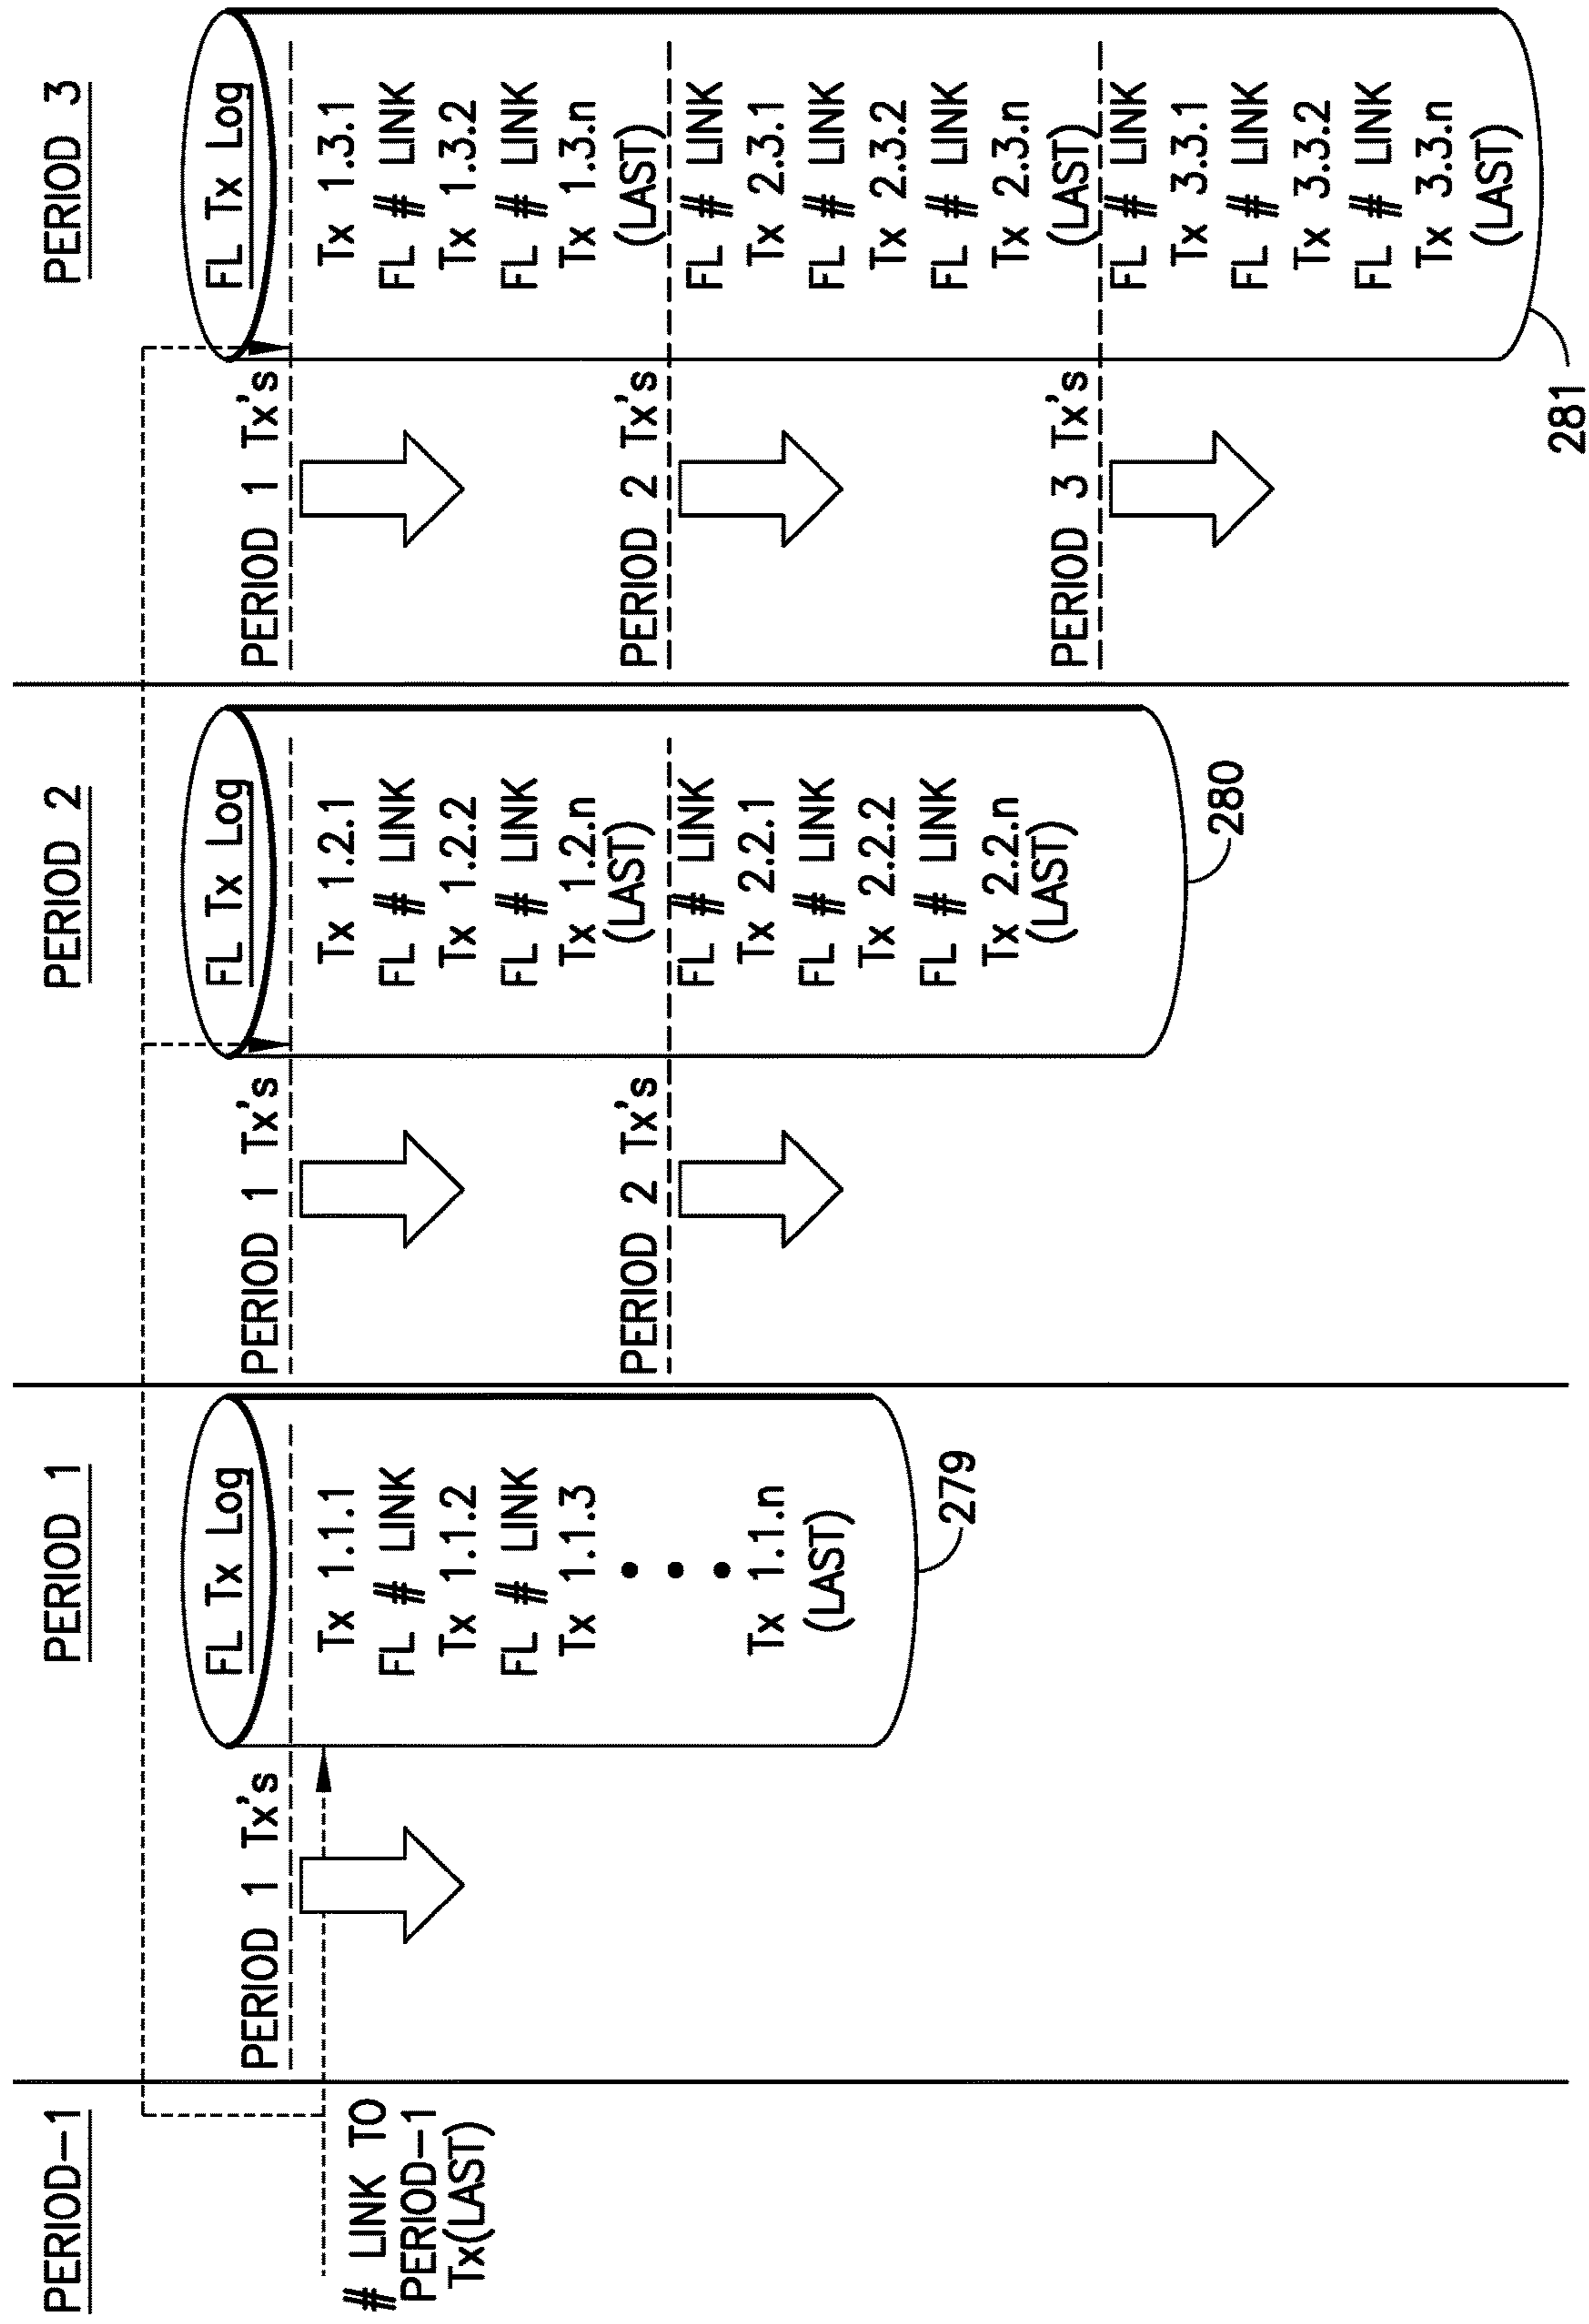 PERIOD-1
# LINK TO
PERIOD-1
Tx(LAST)
PERIOD 1
PERIOD 1 Tx's
FL Tx Log
Tx 1.1.1
FL # LINK
Tx 1.1.2
FL # LINK
Tx 1.1.3
Tx 1.1.n
(LAST)
279
PERIOD 2
PERIOD 1 Tx's
PERIOD 2 Tx's
FL Tx Log
Tx 1.2.1
FL # LINK
Tx 1.2.2
FL # LINK
Tx 1.2.n
(LAST)
FL # LINK
Tx 2.2.1
FL # LINK
Tx 2.2.2
FL # LINK
Tx 2.2.n
(LAST)
280
PERIOD 3
PERIOD 1 Tx's
PERIOD 2 Tx's
PERIOD 3 Tx's
FL Tx Log
Tx 1.3.1
FL # LINK
Tx 1.3.2
FL # LINK
Tx 1.3.n
(LAST)
FL # LINK
Tx 2.3.1
FL # LINK
Tx 2.3.2
FL # LINK
Tx 2.3.n
(LAST)
FL # LINK
Tx 3.3.1
FL # LINK
Tx 3.3.2
FL # LINK
Tx 3.3.n
(LAST)
281